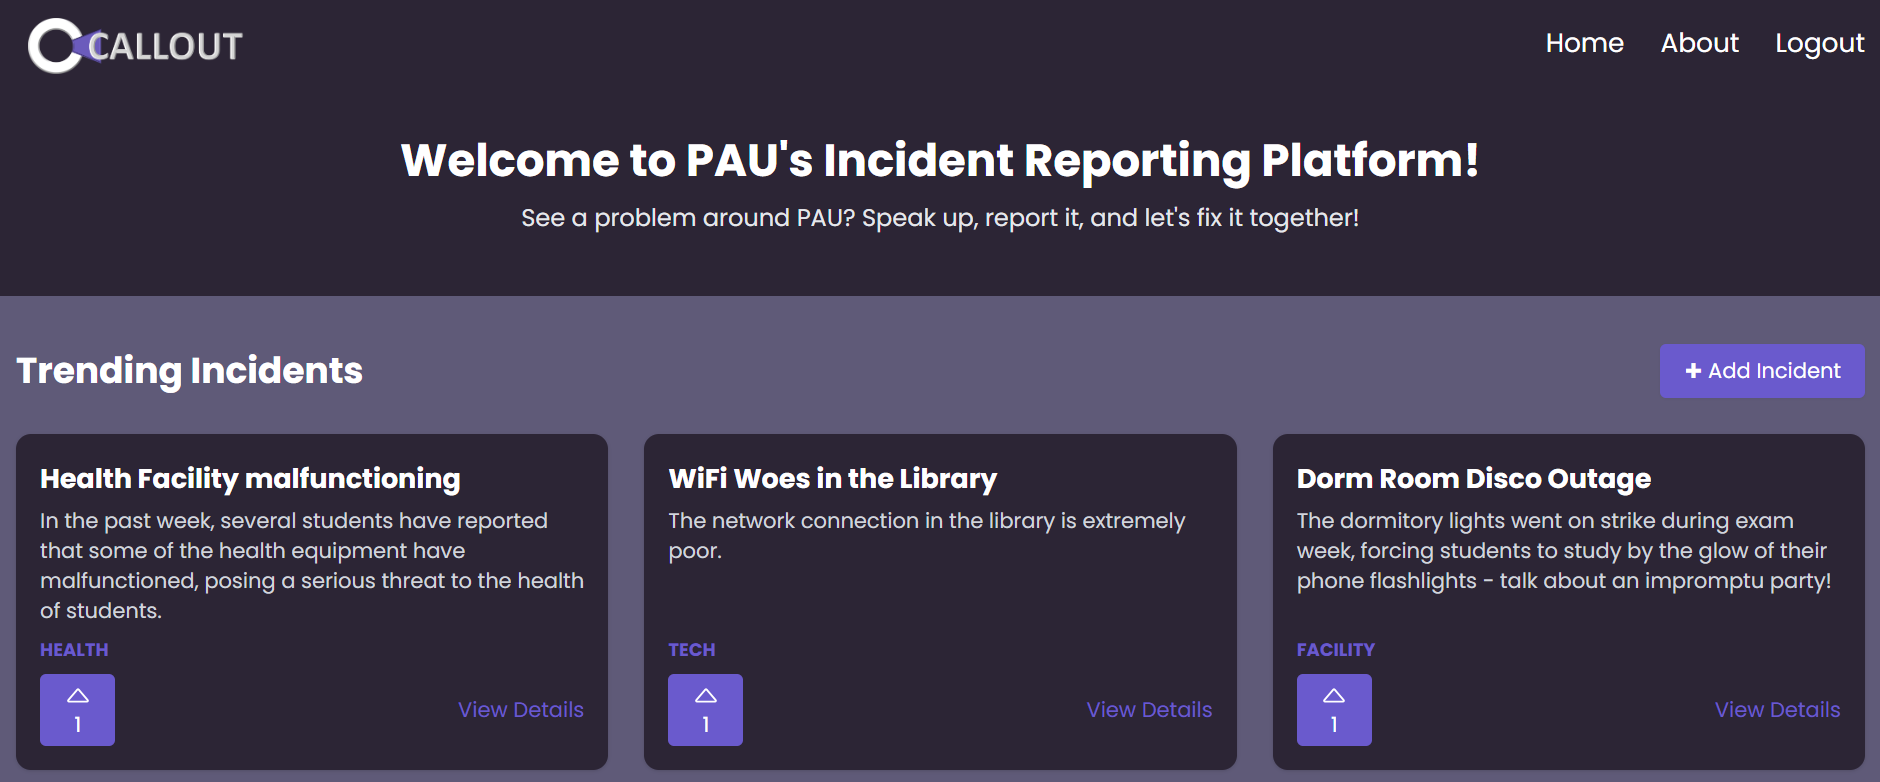 CALLOUT
Home About Logout
Welcome to PAU's Incident Reporting Platform!
See a problem around PAU? Speak up, report it, and let's fix it together!
Trending Incidents
+ Add Incident
Health Facility malfunctioning
In the past week, several students have reported
that some of the health equipment have
malfunctioned, posing a serious threat to the health
of students.
HEALTH
1
View Details
WiFi Woes in the Library
The network connection in the library is extremely
poor.
TECH
1
View Details
Dorm Room Disco Outage
The dormitory lights went on strike during exam
week, forcing students to study by the glow of their
phone flashlights - talk about an impromptu party!
FACILITY
1
View Details